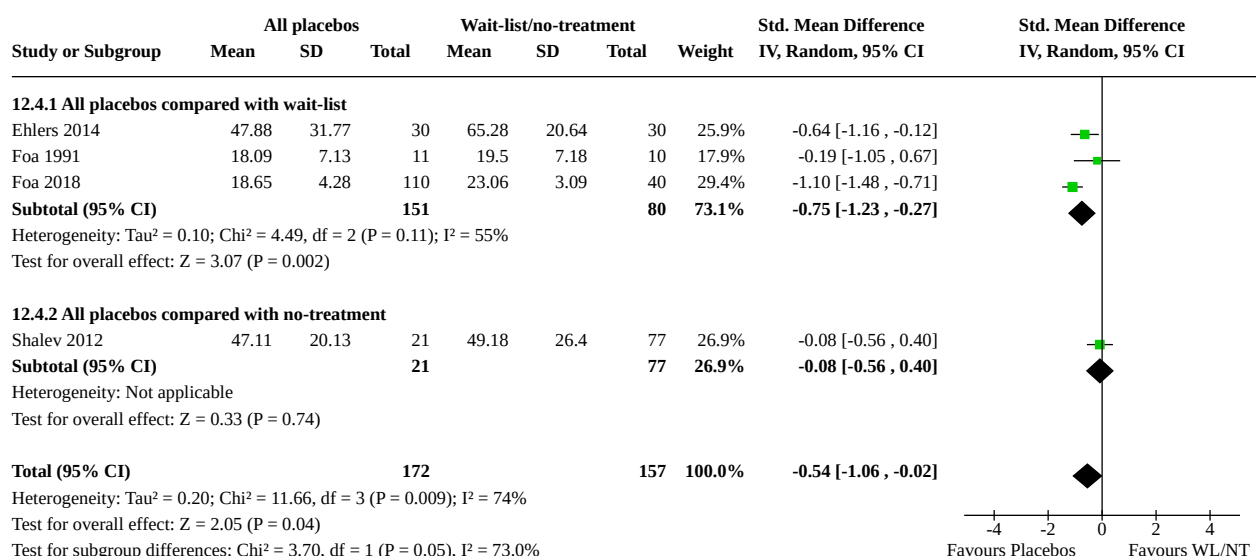 All placebos Wait-list/no-treatment Std. Mean Difference Std. Mean Difference
Study or Subgroup Mean SD Total Mean SD Total Weight IV, Random, 95% CI IV, Random, 95% CI
12.4.1 All placebos compared with wait-list
Ehlers 2014 47.88 31.77 30 65.28 20.64 30 25.9% -0.64 [-1.16 , -0.12]
Foa 1991 18.09 7.13 11 19.5 7.18 10 17.9% -0.19 [-1.05 , 0.67]
Foa 2018 18.65 4.28 110 23.06 3.09 40 29.4% -1.10 [-1.48 , -0.71]
Subtotal (95% CI) 151 80 73.1% -0.75 [-1.23 , -0.27]
Heterogeneity: Tau² = 0.10; Chi² = 4.49, df = 2 (P = 0.11); I² = 55%
Test for overall effect: Z = 3.07 (P = 0.002)
12.4.2 All placebos compared with no-treatment
Shalev 2012 47.11 20.13 21 49.18 26.4 77 26.9% -0.08 [-0.56 , 0.40]
Subtotal (95% CI) 21 77 26.9% -0.08 [-0.56 , 0.40]
Heterogeneity: Not applicable
Test for overall effect: Z = 0.33 (P = 0.74)
Total (95% CI) 172 157 100.0% -0.54 [-1.06 , -0.02]
Heterogeneity: Tau² = 0.20; Chi² = 11.66, df = 3 (P = 0.009); I² = 74%
Test for overall effect: Z = 2.05 (P = 0.04)
-4 -2 0 2 4
Test for subgroup differences: Chi² = 3.70, df = 1 (P = 0.05), I² = 73.0% Favours Placebos Favours WL/NT